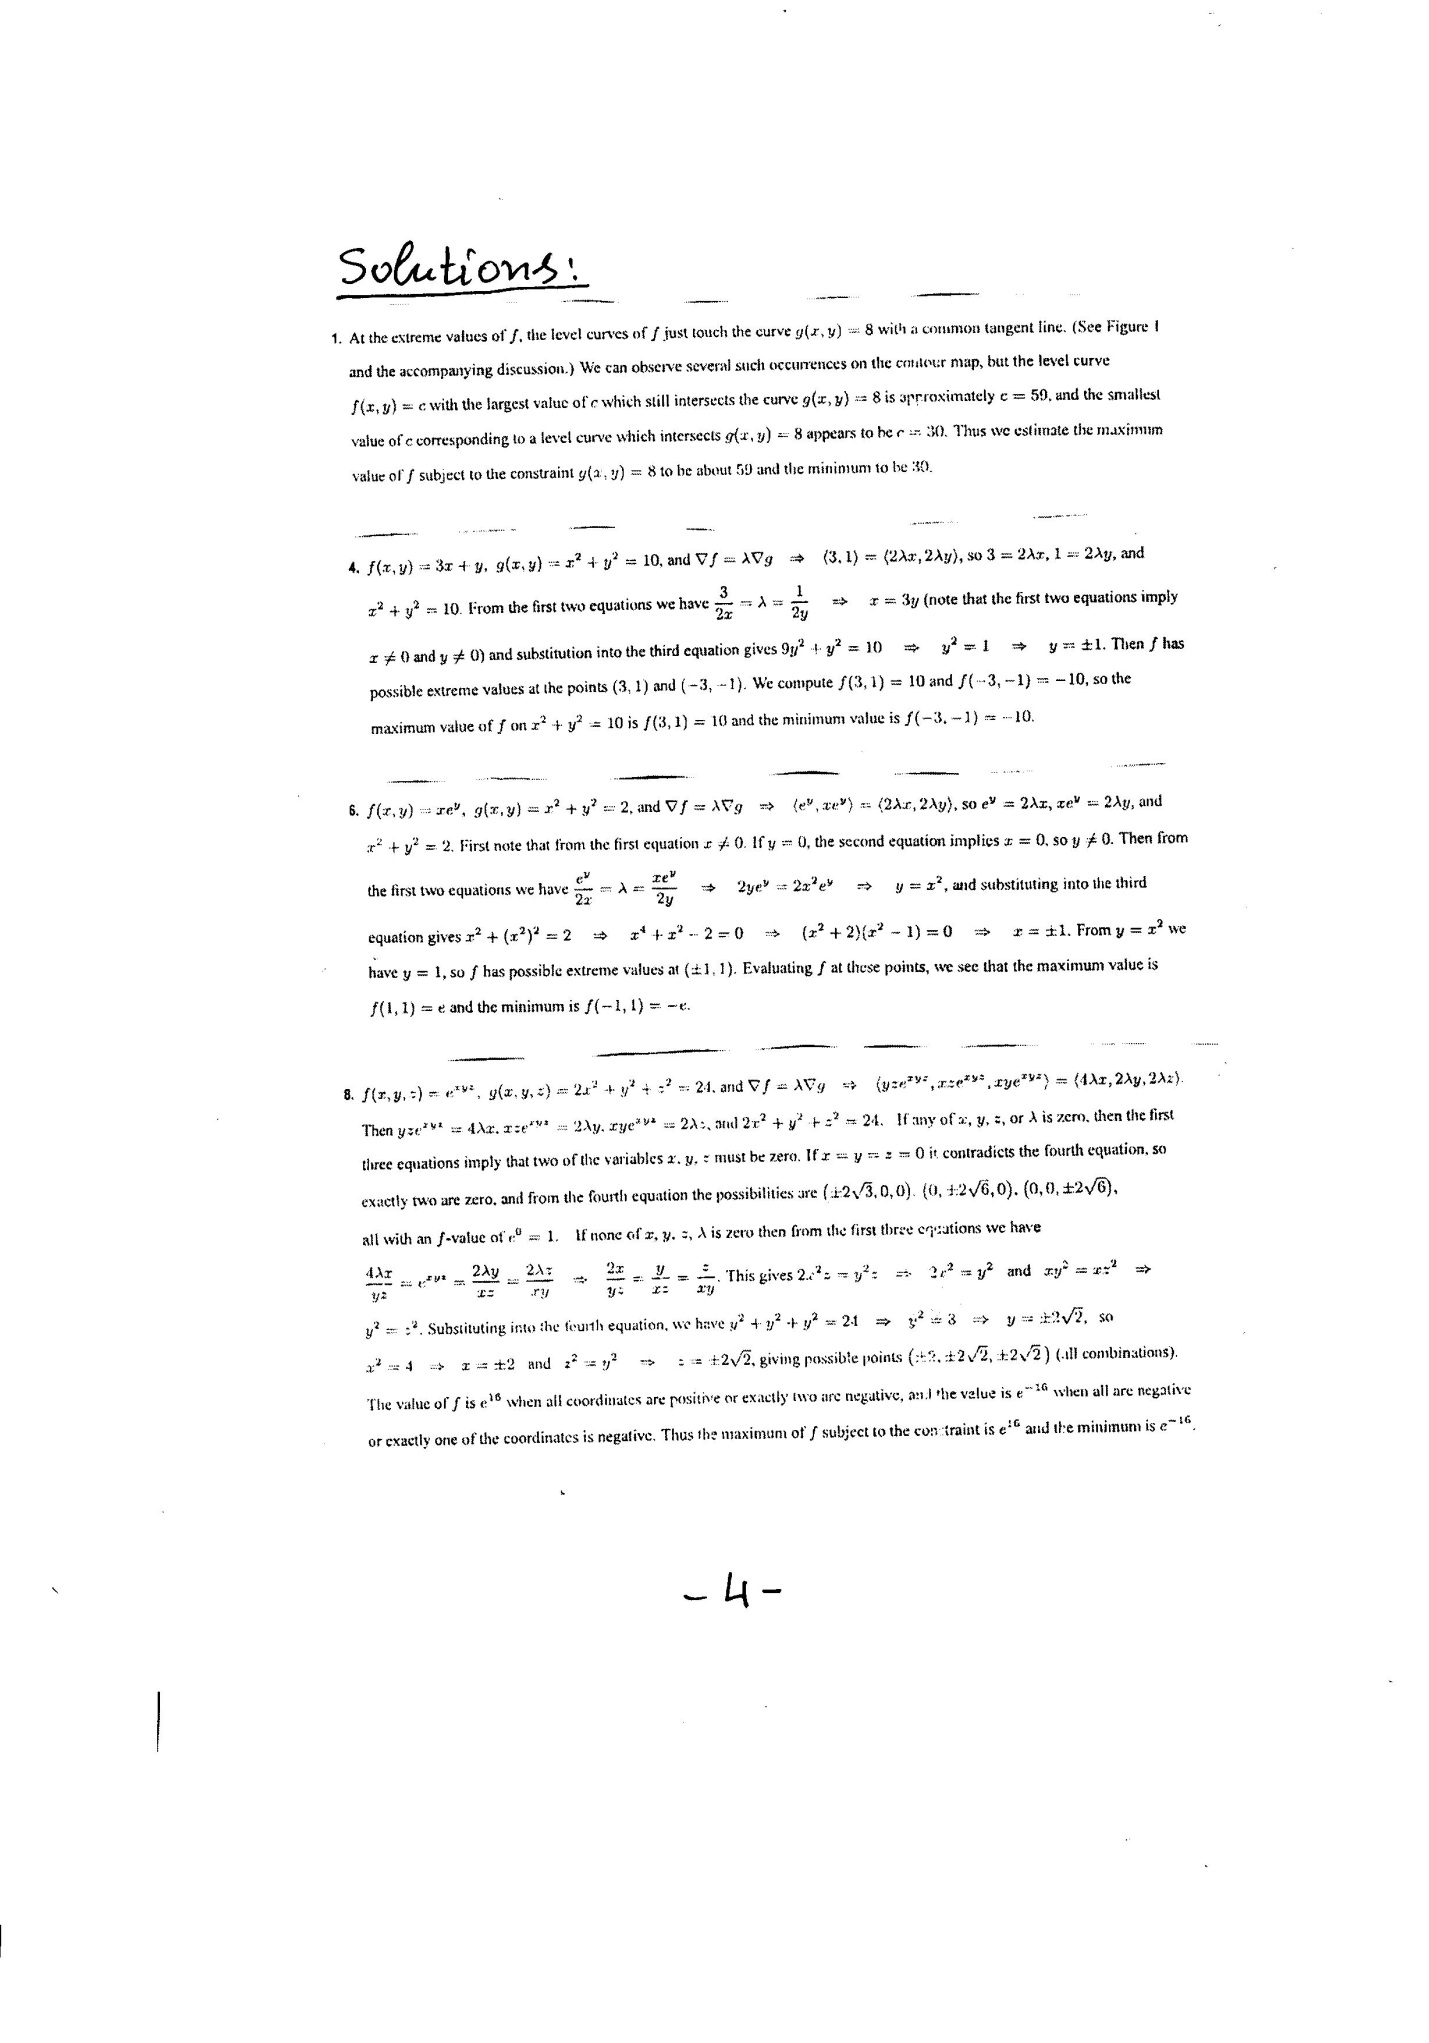 Solutions:
1. At the extreme values of f, the level curves of f just touch the curve g(x, y) = 8 with a common tangent line. (See Figure 1
and the accompanying discussion.) We can observe several such occurrences on the contour map, but the level curve
f(x, y) = c with the largest value of c which still intersects the curve g(x, y) = 8 is approximately c = 59, and the smallest
value of c corresponding to a level curve which intersects g(x, y) = 8 appears to be c = 30. Thus we estimate the maximum
value of f subject to the constraint g(x, y) = 8 to be about 59 and the minimum to be 30.
4. f(x, y) = 3x + y, g(x, y) = x² + y² = 10, and ∇f = λ∇g ⇒ ⟨3, 1⟩ = ⟨2λx, 2λy⟩, so 3 = 2λx, 1 = 2λy, and
x² + y² = 10. From the first two equations we have 3/(2x) = λ = 1/(2y) ⇒ x = 3y (note that the first two equations imply
x ≠ 0 and y ≠ 0) and substitution into the third equation gives 9y² + y² = 10 ⇒ y² = 1 ⇒ y = ±1. Then f has
possible extreme values at the points (3, 1) and (−3, −1). We compute f(3, 1) = 10 and f(−3, −1) = −10, so the
maximum value of f on x² + y² = 10 is f(3, 1) = 10 and the minimum value is f(−3, −1) = −10.
6. f(x, y) = xeʸ, g(x, y) = x² + y² = 2, and ∇f = λ∇g ⇒ ⟨eʸ, xeʸ⟩ = ⟨2λx, 2λy⟩, so eʸ = 2λx, xeʸ = 2λy, and
x² + y² = 2. First note that from the first equation x ≠ 0. If y = 0, the second equation implies x = 0, so y ≠ 0. Then from
the first two equations we have eʸ/(2x) = λ = xeʸ/(2y) ⇒ 2yeʸ = 2x²eʸ ⇒ y = x², and substituting into the third
equation gives x² + (x²)² = 2 ⇒ x⁴ + x² − 2 = 0 ⇒ (x² + 2)(x² − 1) = 0 ⇒ x = ±1. From y = x² we
have y = 1, so f has possible extreme values at (±1, 1). Evaluating f at these points, we see that the maximum value is
f(1, 1) = e and the minimum is f(−1, 1) = −e.
8. f(x, y, z) = e^{xyz}, g(x, y, z) = 2x² + y² + z² = 24, and ∇f = λ∇g ⇒ ⟨yze^{xyz}, xze^{xyz}, xye^{xyz}⟩ = ⟨4λx, 2λy, 2λz⟩.
Then yze^{xyz} = 4λx, xze^{xyz} = 2λy, xye^{xyz} = 2λz, and 2x² + y² + z² = 24. If any of x, y, z, or λ is zero, then the first
three equations imply that two of the variables x, y, z must be zero. If x = y = z = 0 it contradicts the fourth equation, so
exactly two are zero, and from the fourth equation the possibilities are (±2√3, 0, 0), (0, ±2√6, 0), (0, 0, ±2√6),
all with an f-value of e⁰ = 1. If none of x, y, z, λ is zero then from the first three equations we have
4λx/(yz) = e^{xyz} = 2λy/(xz) = 2λz/(xy) ⇒ 2x/(yz) = y/(xz) = z/(xy). This gives 2x²z = y²z ⇒ 2x² = y² and xy² = xz² ⇒
y² = z². Substituting into the fourth equation, we have y² + y² + y² = 24 ⇒ y² = 8 ⇒ y = ±2√2, so
x² = 4 ⇒ x = ±2 and z² = y² ⇒ z = ±2√2, giving possible points (±2, ±2√2, ±2√2) (all combinations).
The value of f is e¹⁶ when all coordinates are positive or exactly two are negative, and the value is e⁻¹⁶ when all are negative
or exactly one of the coordinates is negative. Thus the maximum of f subject to the constraint is e¹⁶ and the minimum is e⁻¹⁶.
- 4 -